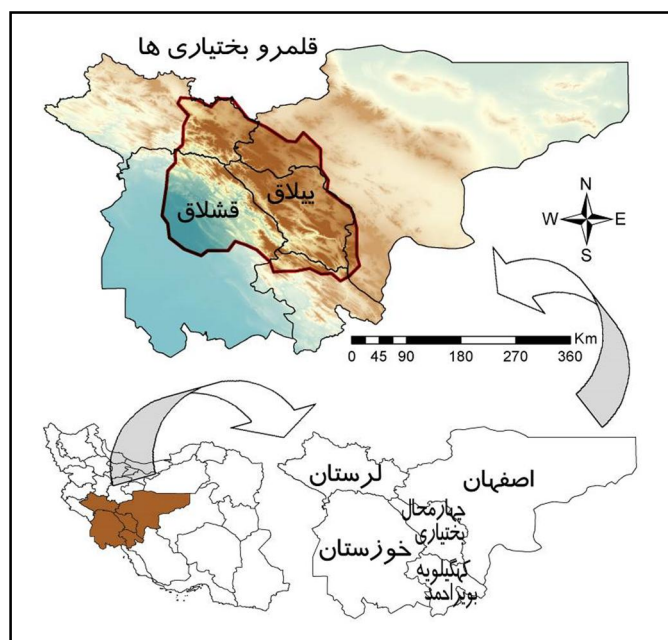 قلمرو بختیاری ها
ییلاق
قشلاق
N
W E
S
Km
0 45 90 180 270 360
لرستان
اصفهان
چهارمحال
بختیاری
خوزستان
کهگیلویه
بویراحمد